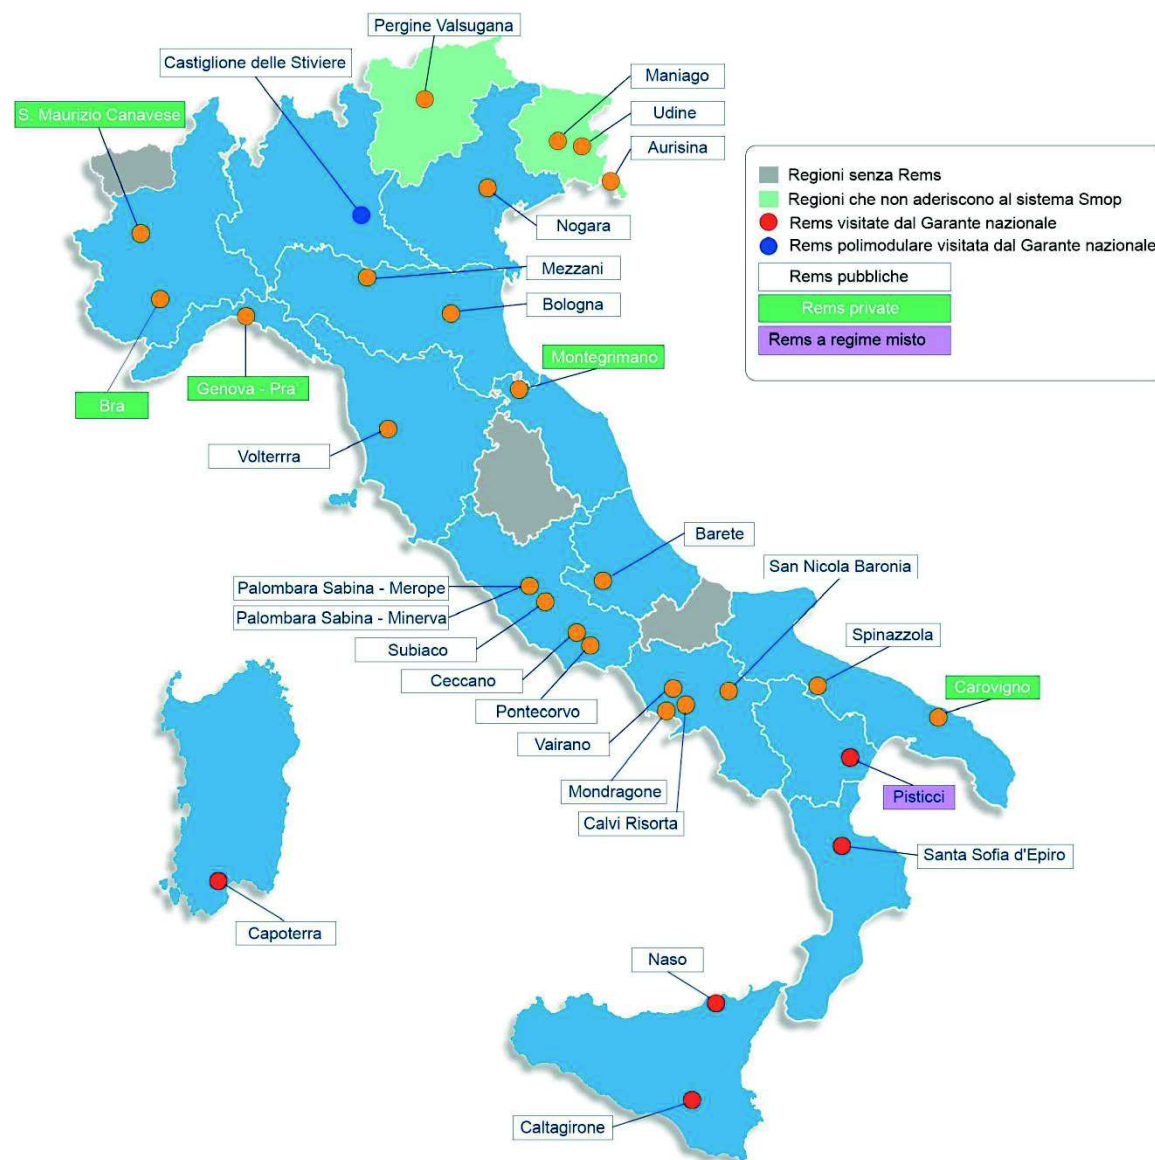 Pergine Valsugana
Castiglione delle Stiviere
Maniago
S. Maurizio Canavese
Udine
Aurisina
Regioni senza Rems
Regioni che non aderiscono al sistema Smop
Rems visitate dal Garante nazionale
Rems polimodulare visitata dal Garante nazionale
Rems pubbliche
Rems private
Rems a regime misto
Nogara
Mezzani
Bologna
Montegrimano
Genova - Pra'
Bra
Volterrra
Barete
San Nicola Baronia
Palombara Sabina - Merope
Palombara Sabina - Minerva
Spinazzola
Subiaco
Ceccano
Carovigno
Pontecorvo
Vairano
Mondragone
Pisticci
Calvi Risorta
Santa Sofia d'Epiro
Capoterra
Naso
Caltagirone